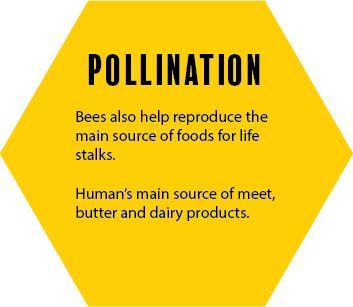 POLLINATION
Bees also help reproduce the
main source of foods for life
stalks.
Human's main source of meet,
butter and dairy products.